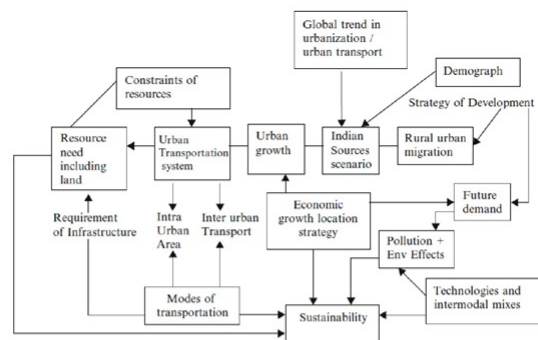 Global trend in
urbanization /
urban transport
Constraints of
resources
Demograph
Strategy of Development
Resource
need
including
land
Urban
Transportation
system
Urban
growth
Indian
Sources
scenario
Rural urban
migration
Requirement
of Infrastructure
Intra
Urban
Area
Inter urban
Transport
Economic
growth location
strategy
Future
demand
Pollution +
Env Effects
Modes of
transportation
Sustainability
Technologies and
intermodal mixes